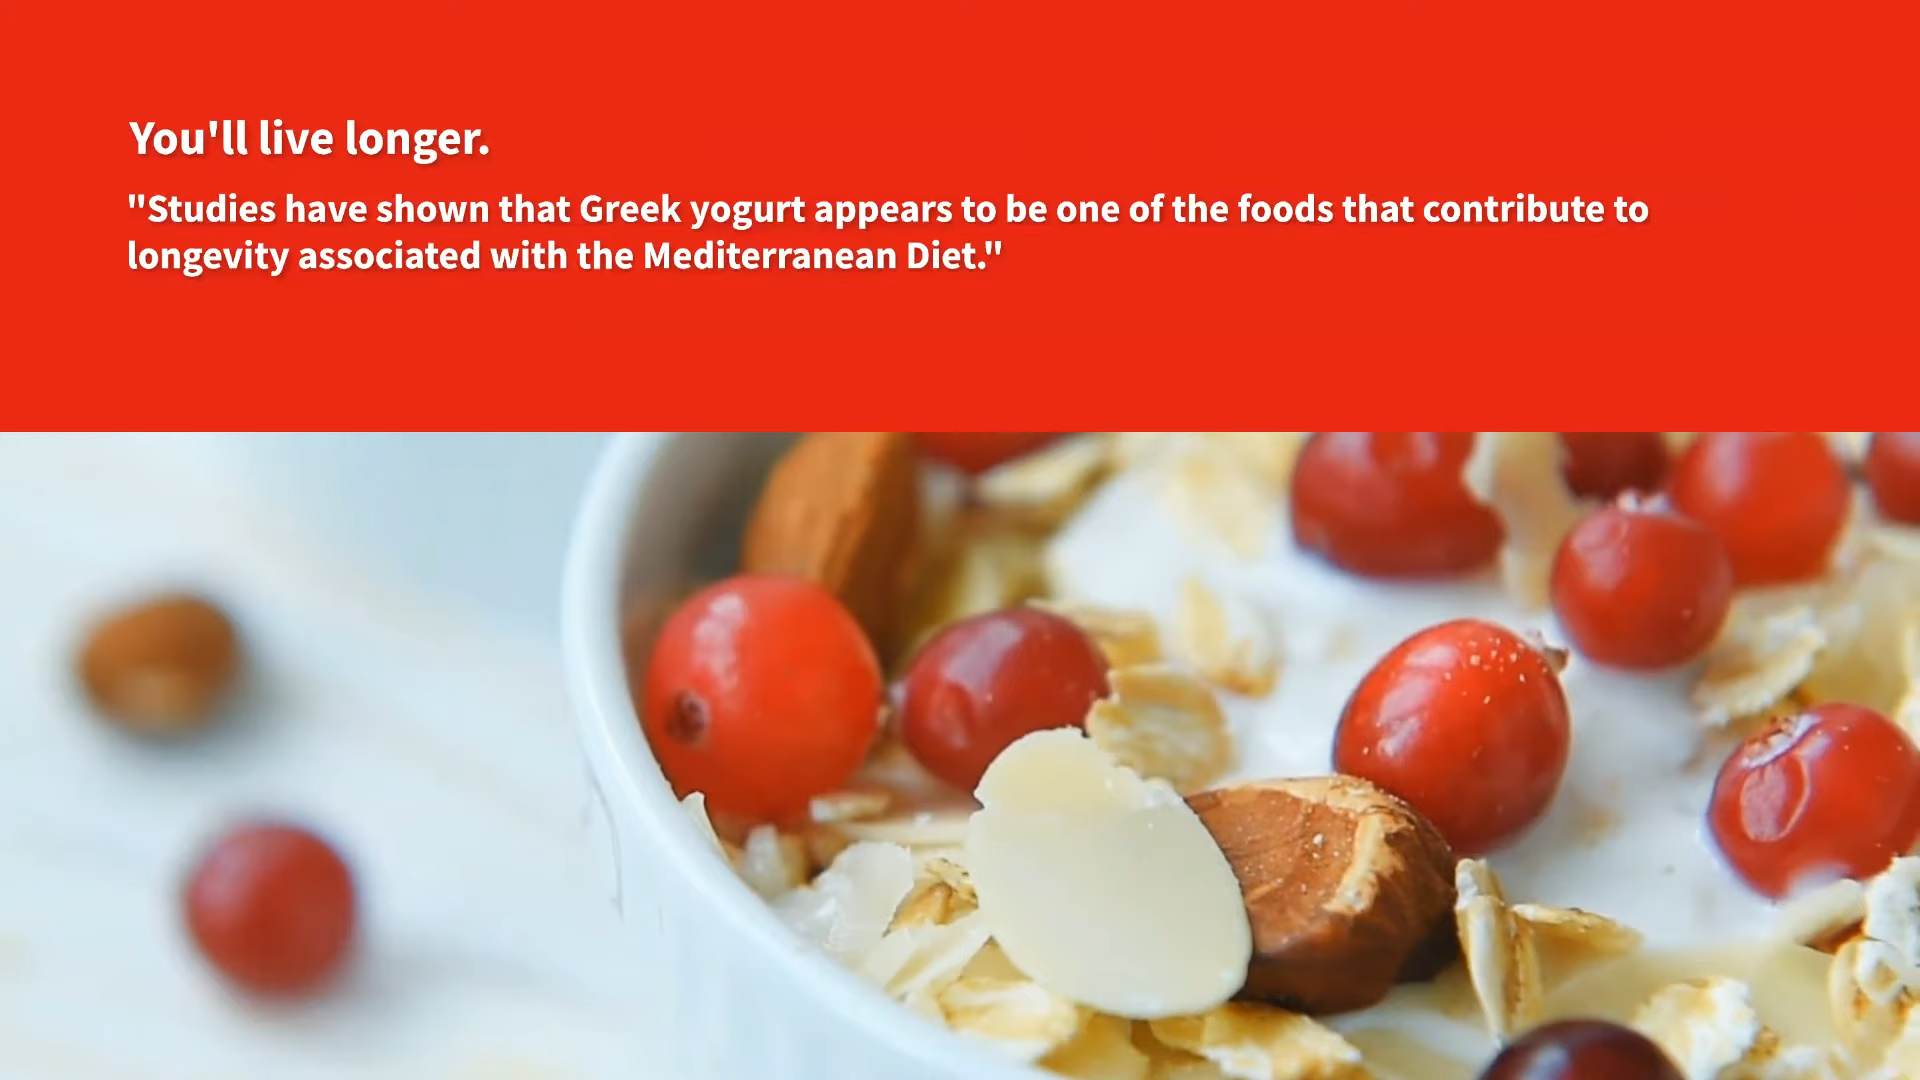 You'll live longer.
"Studies have shown that Greek yogurt appears to be one of the foods that contribute to
longevity associated with the Mediterranean Diet."